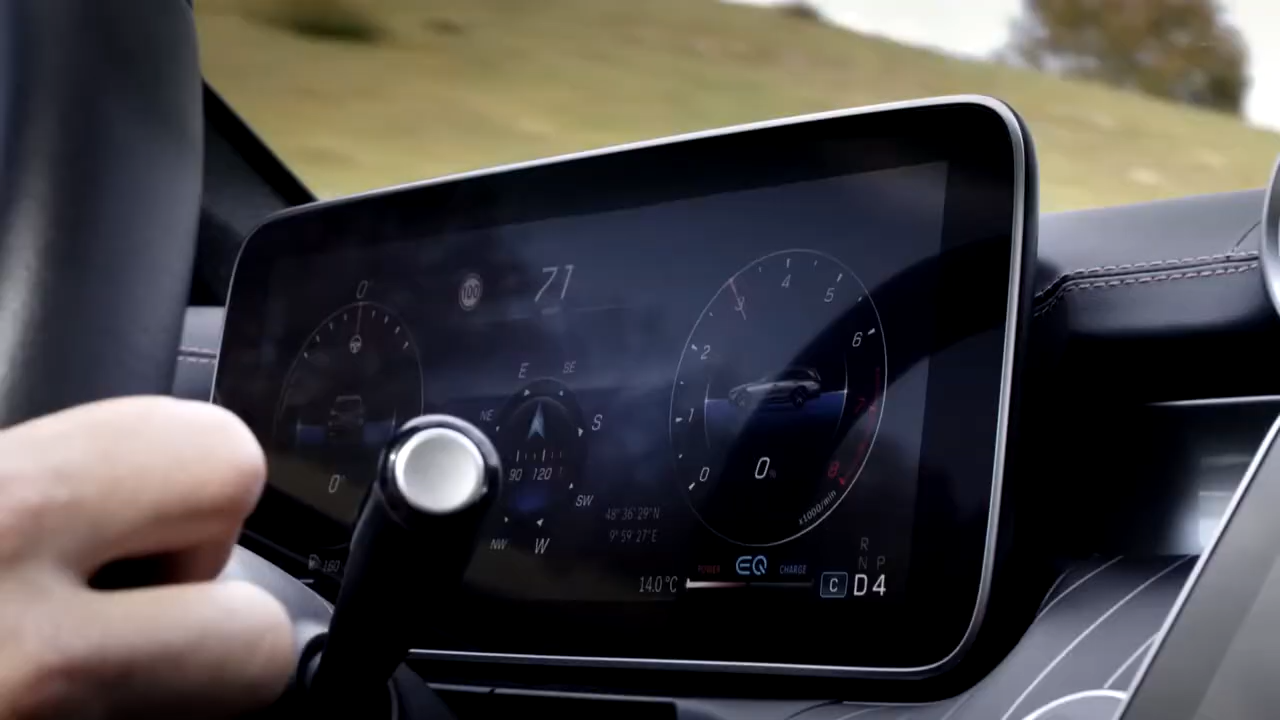 0
100
71
4
3
5
2
6
1
7
0
8
0%
x1000/min
E
SE
NE
S
90 120
SW
NW
W
0°
48°36'29"N
9°59'27"E
160
14.0°C
POWER
EQ
CHARGE
R
N P
C
D4